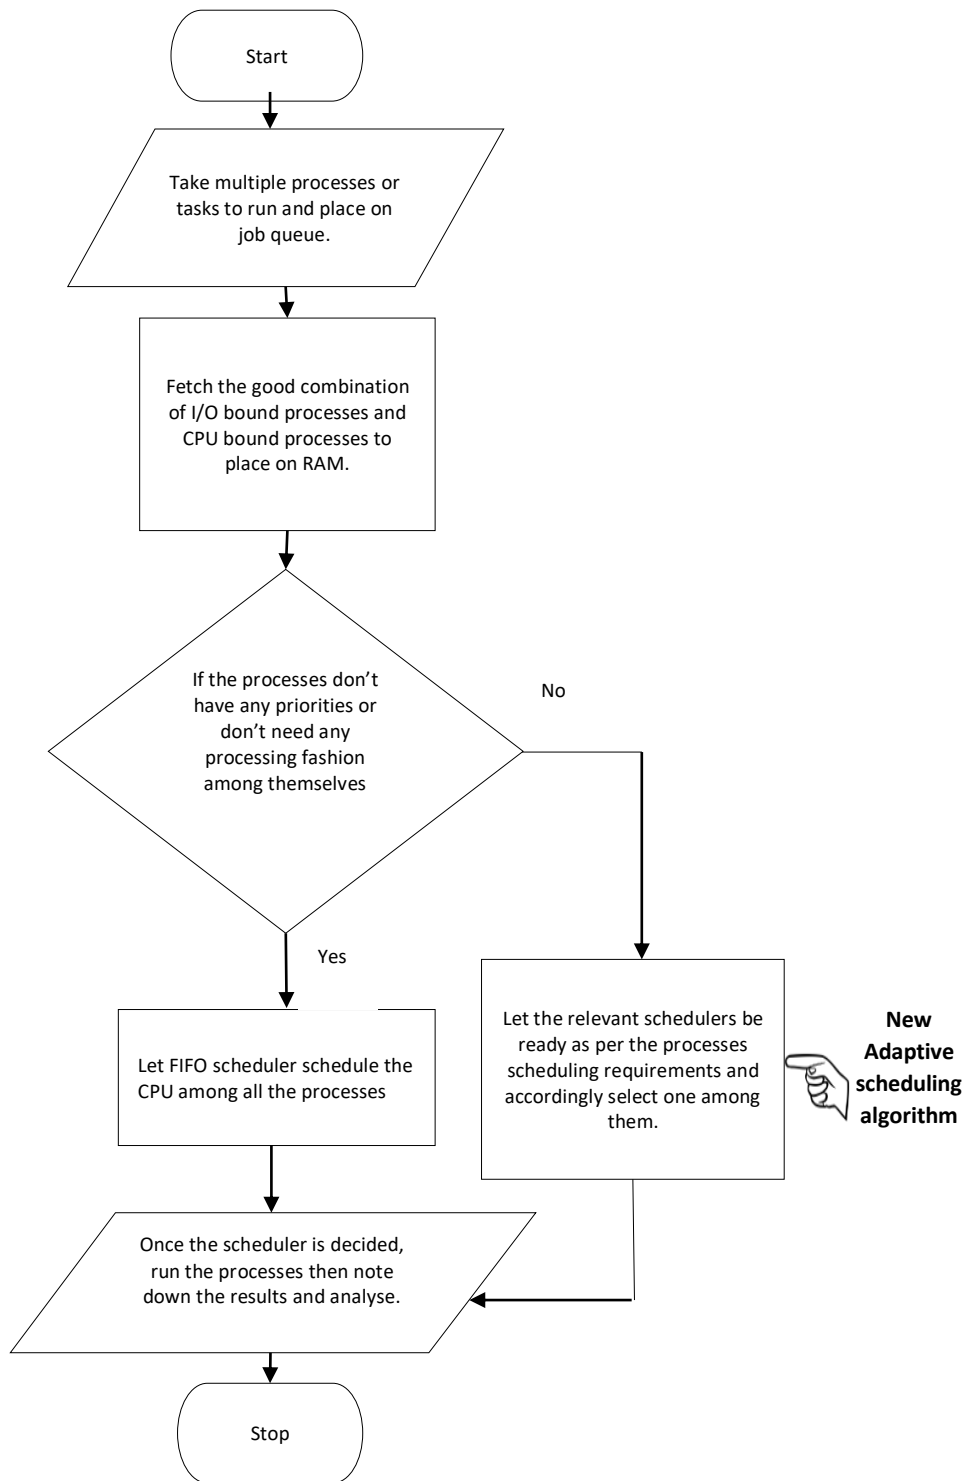 Start
Take multiple processes or
tasks to run and place on
job queue.
Fetch the good combination
of I/O bound processes and
CPU bound processes to
place on RAM.
If the processes don’t
have any priorities or
don’t need any
processing fashion
among themselves
No
Yes
Let FIFO scheduler schedule the
CPU among all the processes
Let the relevant schedulers be
ready as per the processes
scheduling requirements and
accordingly select one among
them.
New
Adaptive
scheduling
algorithm
Once the scheduler is decided,
run the processes then note
down the results and analyse.
Stop